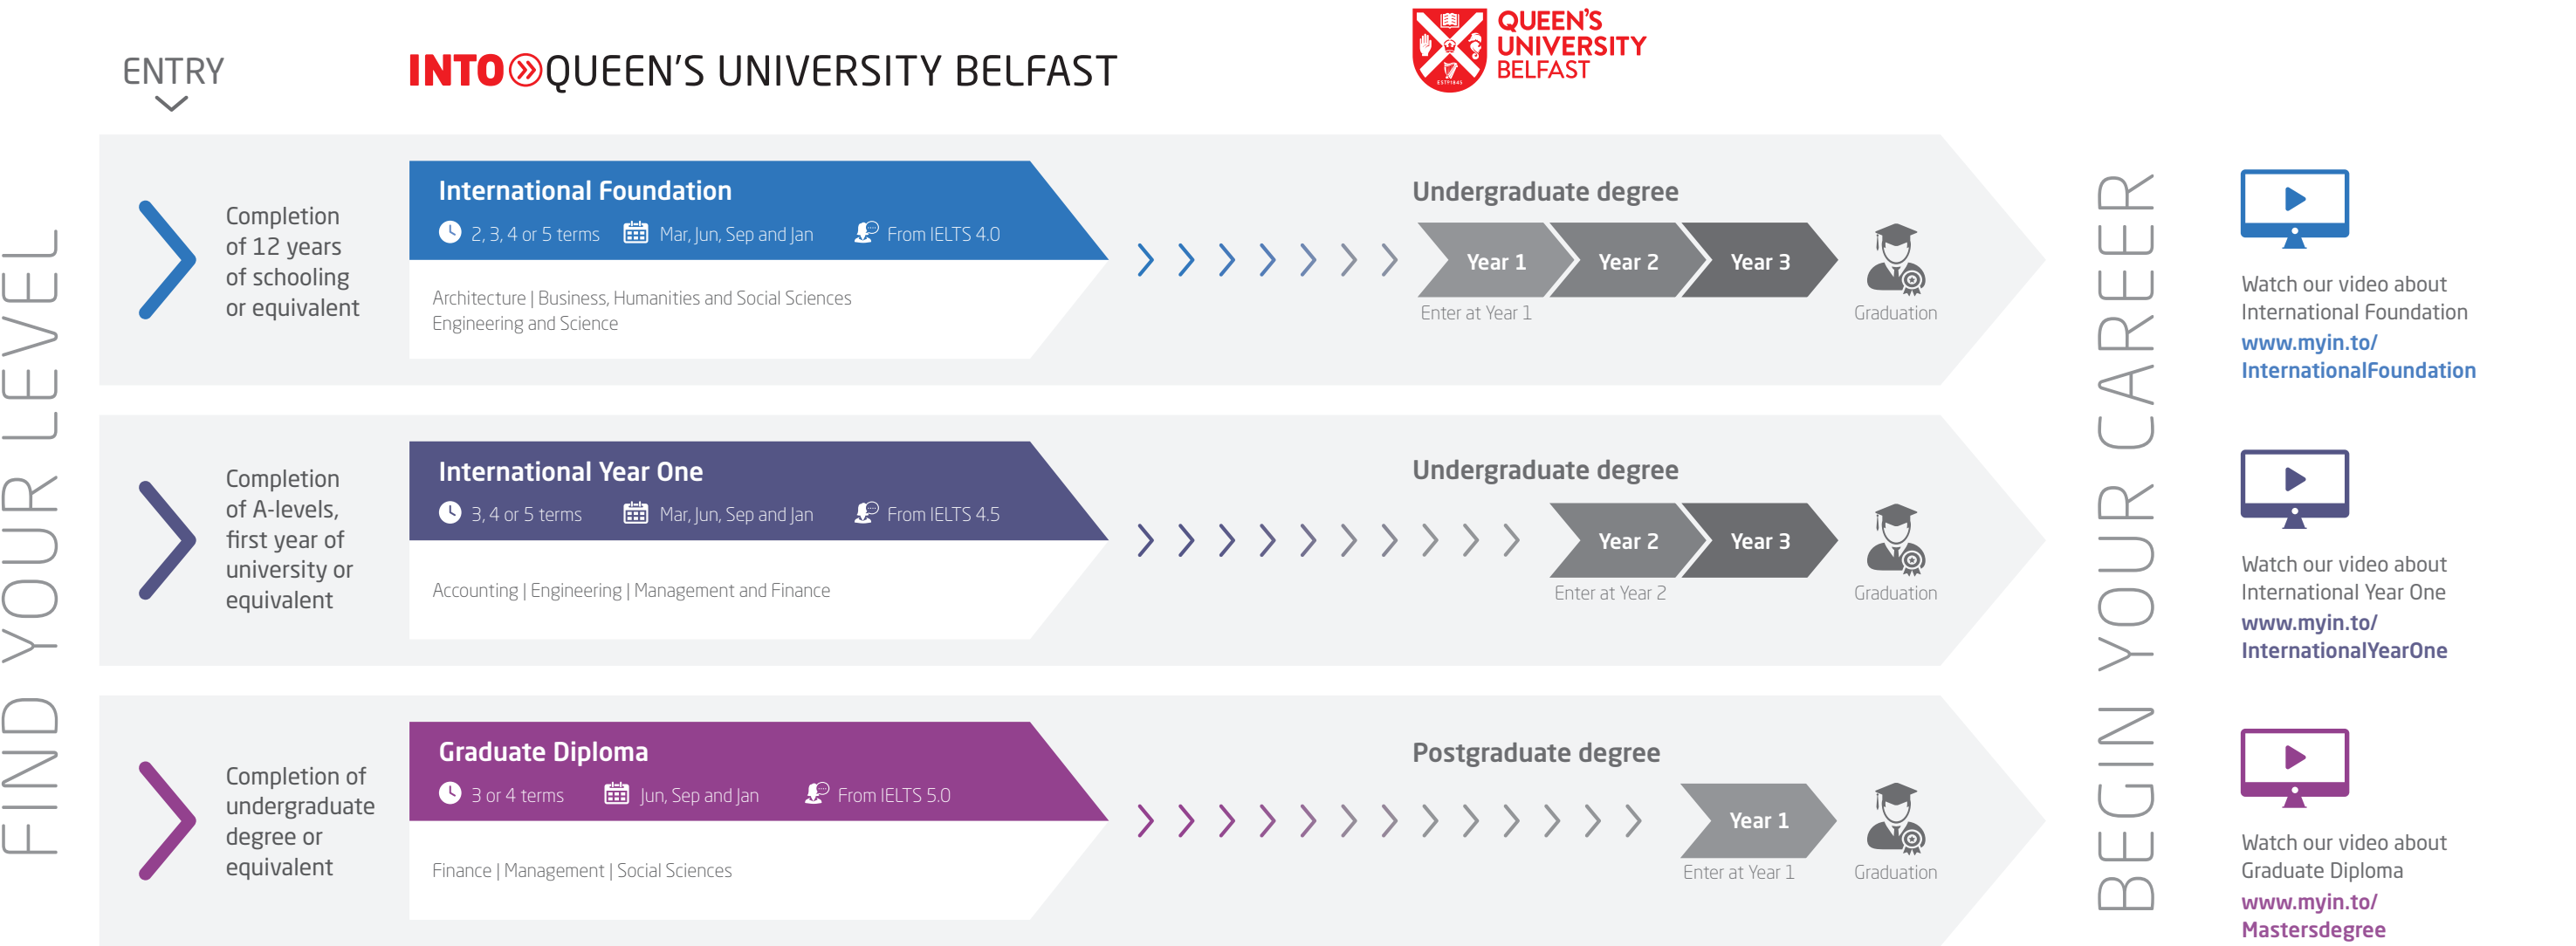 FIND YOUR LEVEL
ENTRY
INTO QUEEN'S UNIVERSITY BELFAST
QUEEN'S
UNIVERSITY
BELFAST
ESTD1845
Completion
of 12 years
of schooling
or equivalent
International Foundation
2, 3, 4 or 5 terms Mar, Jun, Sep and Jan From IELTS 4.0
Architecture | Business, Humanities and Social Sciences
Engineering and Science
Undergraduate degree
Year 1 Year 2 Year 3
Enter at Year 1 Graduation
Completion
of A-levels,
first year of
university or
equivalent
International Year One
3, 4 or 5 terms Mar, Jun, Sep and Jan From IELTS 4.5
Accounting | Engineering | Management and Finance
Undergraduate degree
Year 2 Year 3
Enter at Year 2 Graduation
Completion of
undergraduate
degree or
equivalent
Graduate Diploma
3 or 4 terms Jun, Sep and Jan From IELTS 5.0
Finance | Management | Social Sciences
Postgraduate degree
Year 1
Enter at Year 1 Graduation
BEGIN YOUR CAREER
Watch our video about
International Foundation
www.myin.to/
InternationalFoundation
Watch our video about
International Year One
www.myin.to/
InternationalYearOne
Watch our video about
Graduate Diploma
www.myin.to/
Mastersdegree